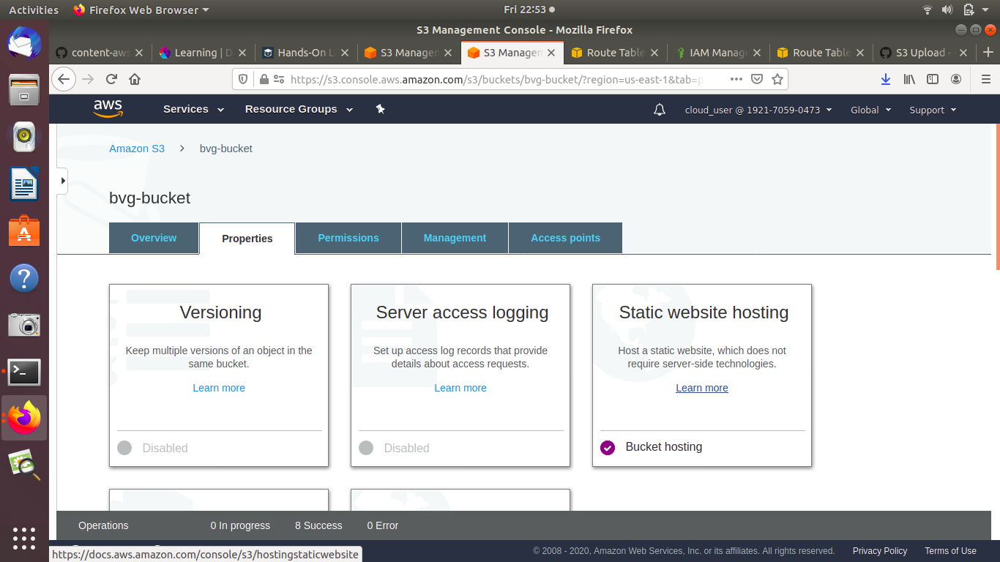 Activities
Firefox Web Browser
Fri 22:53
S3 Management Console - Mozilla Firefox
content-aws
Learning | D
Hands-On L
S3 Managem
S3 Managem
Route Table
IAM Manage
Route Table
S3 Upload -
https://s3.console.aws.amazon.com/s3/buckets/bvg-bucket/?region=us-east-1&tab=p
aws
Services
Resource Groups
cloud_user @ 1921-7059-0473
Global
Support
Amazon S3 > bvg-bucket
bvg-bucket
Overview
Properties
Permissions
Management
Access points
Versioning
Keep multiple versions of an object in the
same bucket.
Learn more
Disabled
Server access logging
Set up access log records that provide
details about access requests.
Learn more
Disabled
Static website hosting
Host a static website, which does not
require server-side technologies.
Learn more
Bucket hosting
Operations
0 In progress
8 Success
0 Error
https://docs.aws.amazon.com/console/s3/hostingstaticwebsite
© 2008 - 2020, Amazon Web Services, Inc. or its affiliates. All rights reserved.
Privacy Policy
Terms of Use